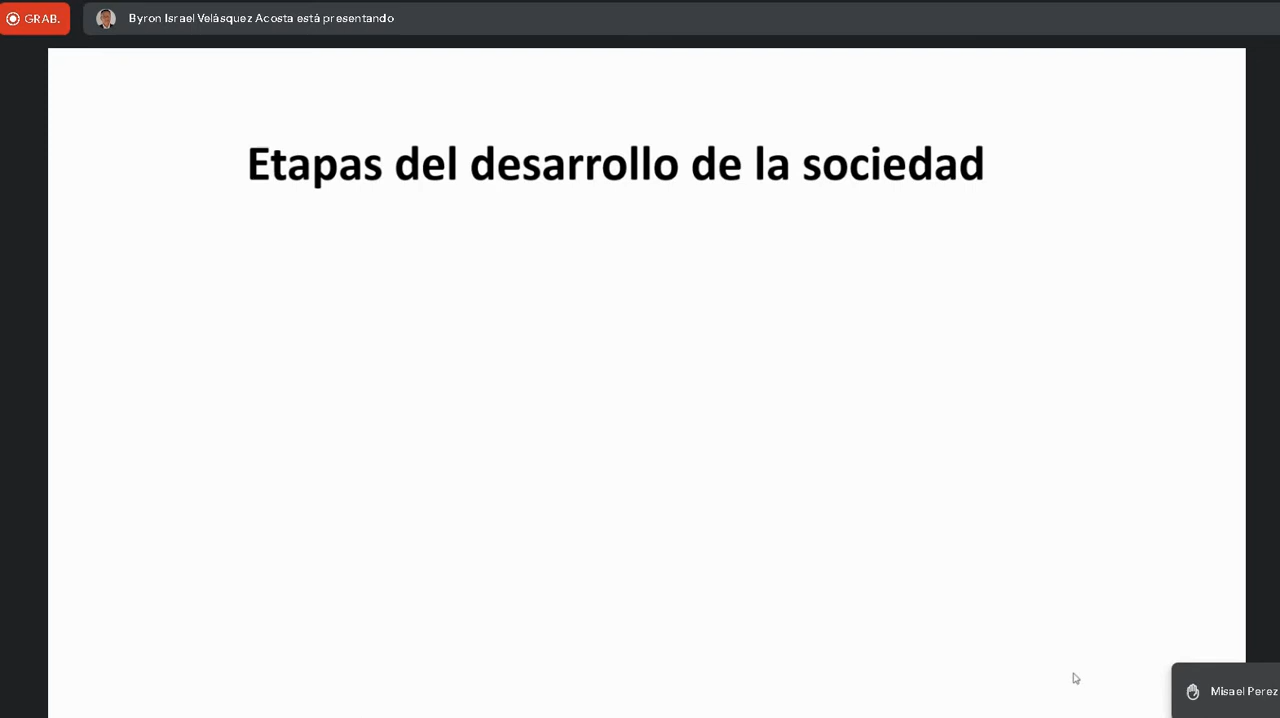 GRAB.
Byron Israel Velásquez Acosta está presentando
Etapas del desarrollo de la sociedad
Misael Perez